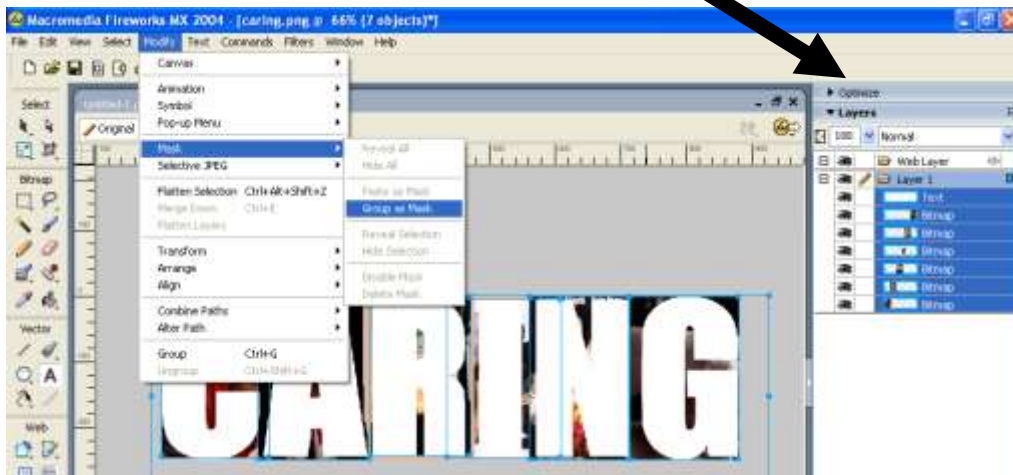 Macromedia Fireworks MX 2004 - [caring.png @ 66% (7 objects)*]
File Edit View Select Modify Text Commands Filters Window Help
Canvas
Animation
Symbol
Pop-up Menu
Mask
Selective JPEG
Flatten Selection Ctrl+Alt+Shift+Z
Merge Down Ctrl+E
Flatten Layers
Transform
Arrange
Align
Combine Paths
Alter Path
Group Ctrl+G
Ungroup Ctrl+Shift+G
Reveal All
Hide All
Paste as Mask
Group as Mask
Reveal Selection
Hide Selection
Disable Mask
Delete Mask
Select
Bitmap
Vector
Web
Original
Optimize
Layers
100 Normal
Web Layer
Layer 1
Text
Bitmap
Bitmap
Bitmap
Bitmap
Bitmap
Bitmap
CARING